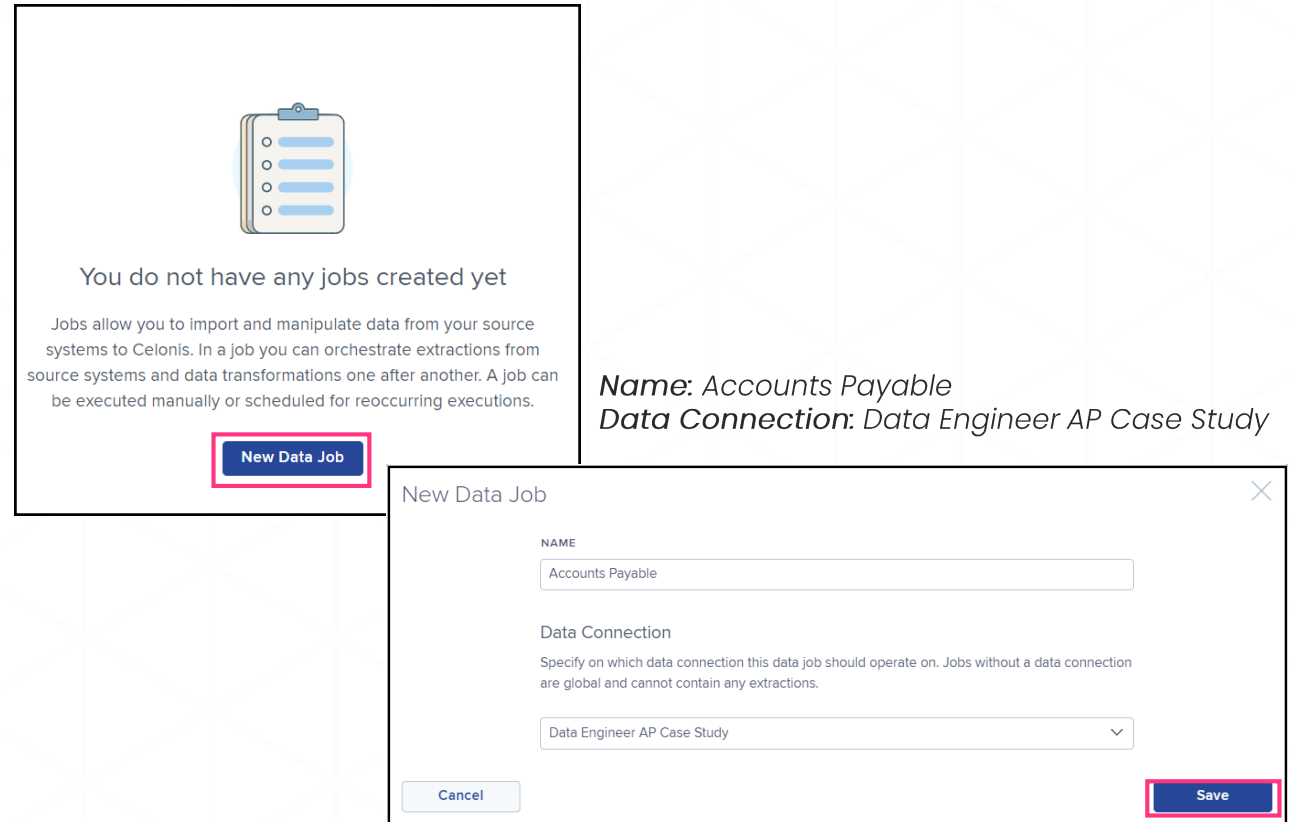 You do not have any jobs created yet
Jobs allow you to import and manipulate data from your source
systems to Celonis. In a job you can orchestrate extractions from
source systems and data transformations one after another. A job can
be executed manually or scheduled for reoccurring executions.
New Data Job
Name: Accounts Payable
Data Connection: Data Engineer AP Case Study
New Data Job
NAME
Accounts Payable
Data Connection
Specify on which data connection this data job should operate on. Jobs without a data connection
are global and cannot contain any extractions.
Data Engineer AP Case Study
Cancel
Save